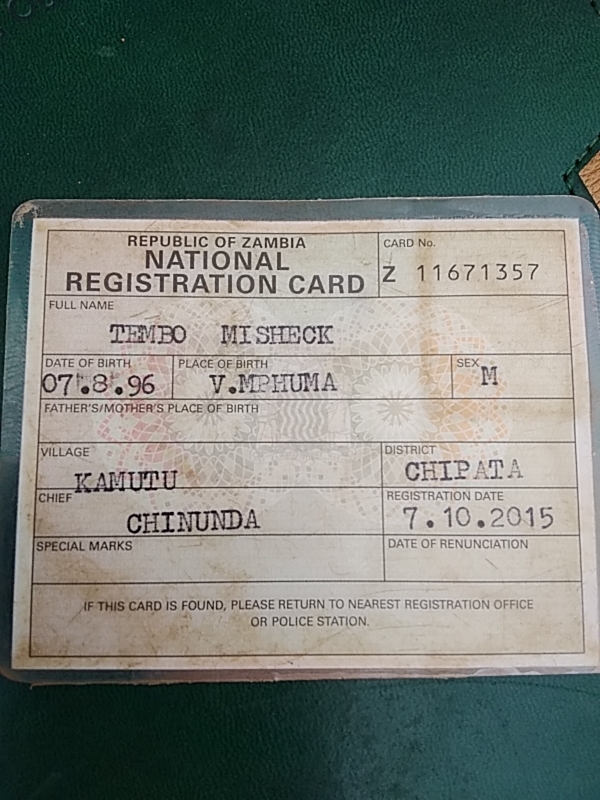 REPUBLIC OF ZAMBIA
NATIONAL
REGISTRATION CARD
CARD No.
Z 11671357
FULL NAME
TEMBO MISHECK
DATE OF BIRTH
07.8.96
PLACE OF BIRTH
V.MPHUMA
SEX
M
FATHER'S/MOTHER'S PLACE OF BIRTH
VILLAGE
KAMUTU
DISTRICT
CHIPATA
CHIEF
CHINUNDA
REGISTRATION DATE
7.10.2015
SPECIAL MARKS
DATE OF RENUNCIATION
IF THIS CARD IS FOUND, PLEASE RETURN TO NEAREST REGISTRATION OFFICE
OR POLICE STATION.